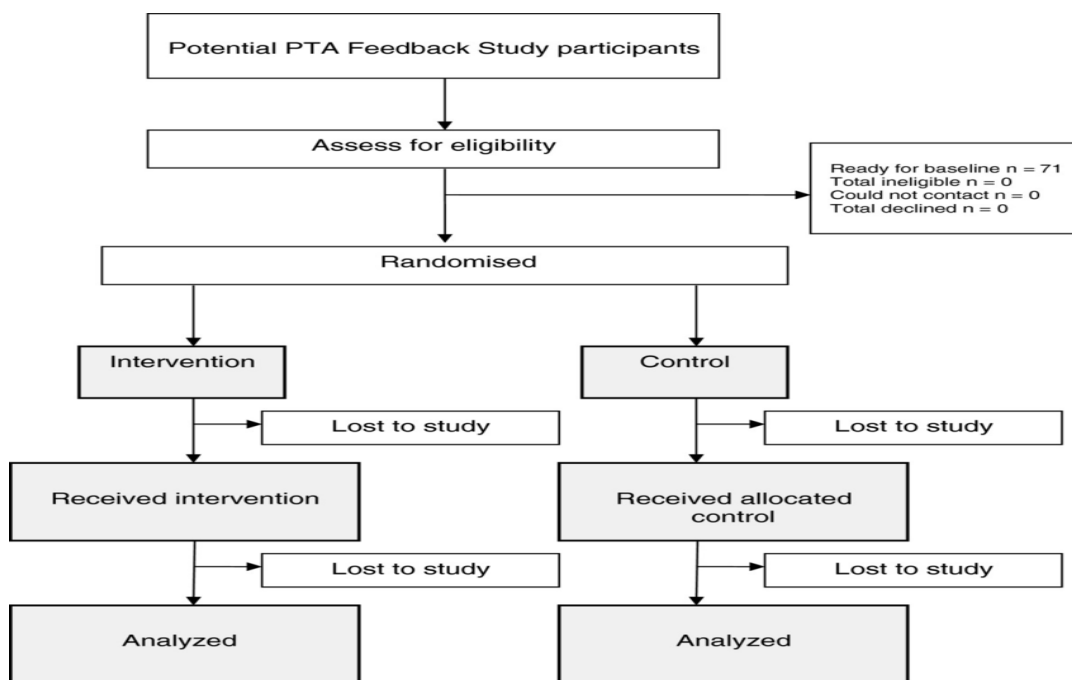 Potential PTA Feedback Study participants
Assess for eligibility
Ready for baseline n = 71
Total ineligible n = 0
Could not contact n = 0
Total declined n = 0
Randomised
Intervention
Control
Lost to study
Lost to study
Received intervention
Received allocated
control
Lost to study
Lost to study
Analyzed
Analyzed